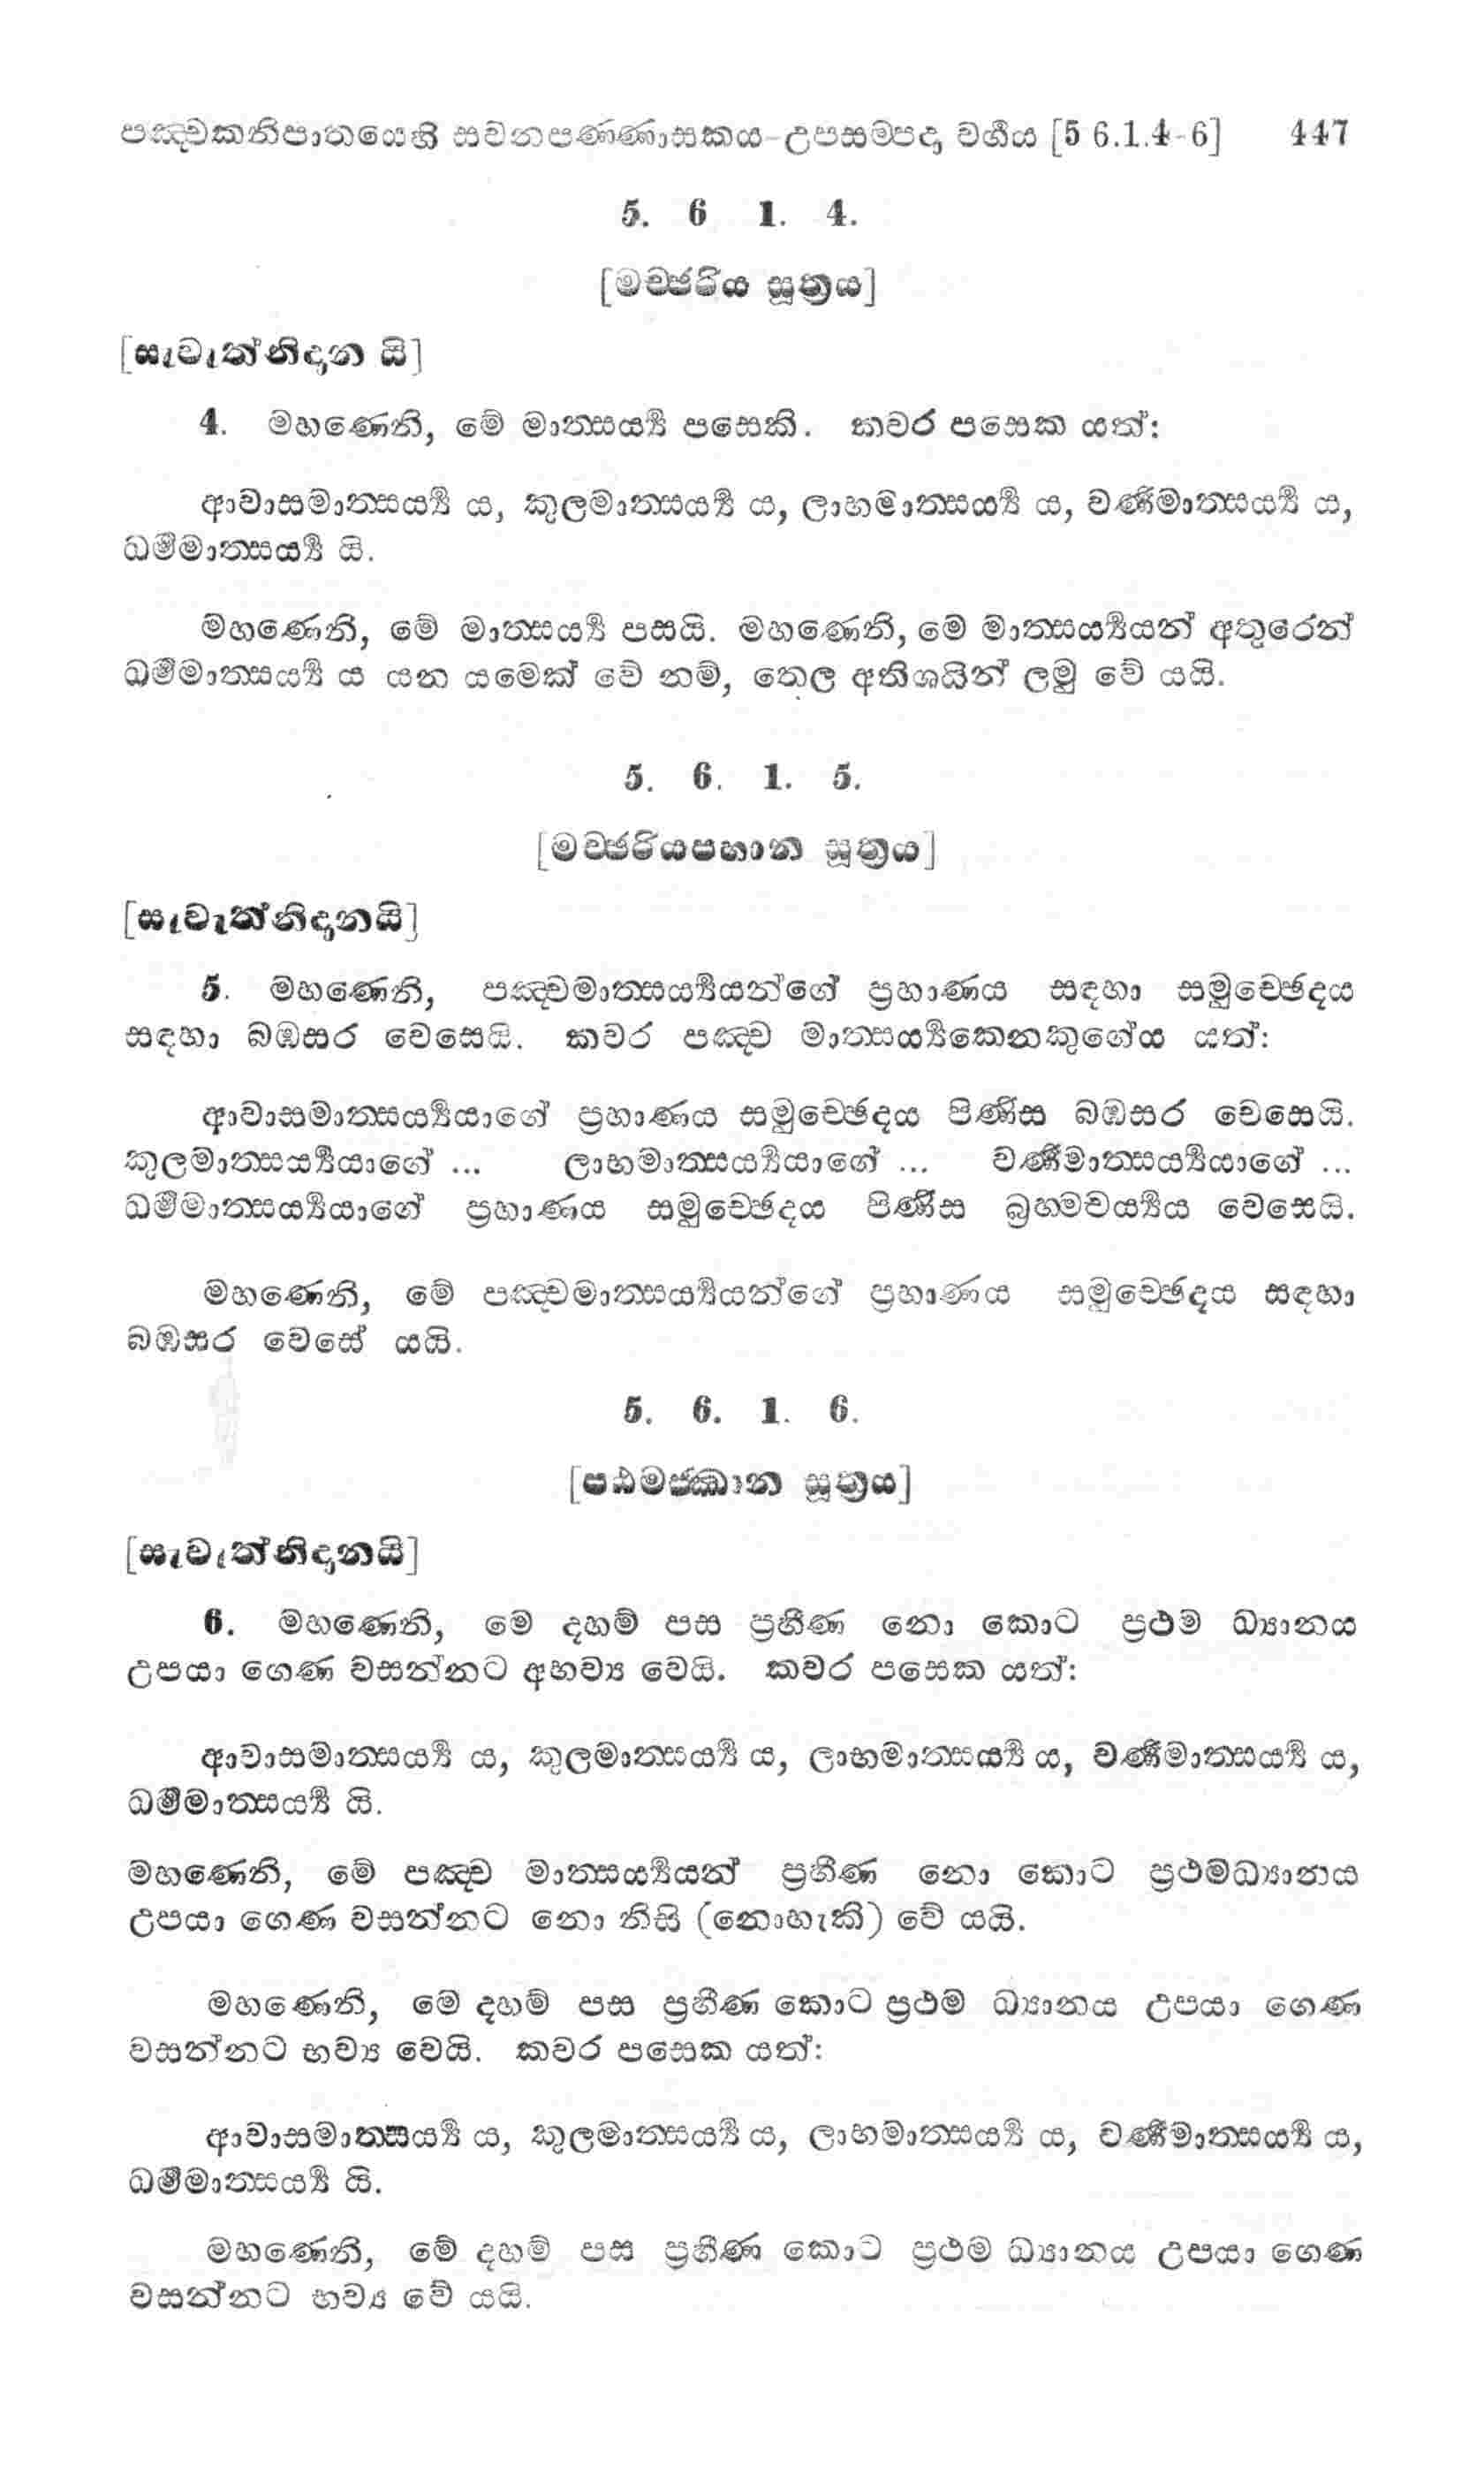 පඤ්චකනිපාතයෙහි සවනපණ්ණාසකය-උපසම්පදා වර්ගය [5 6.1.4-6] 447
5. 6 1. 4.
[මච්ඡරිය සූත්‍රය]
[සැවැත්නිදාන යි]
4. මහණෙනි, මේ මාත්සර්‍ය්‍ය පසෙකි. කවර පසෙක යත්:
ආවාසමාත්සර්‍ය්‍ය ය, කුලමාත්සර්‍ය්‍ය ය, ලාභමාත්සර්‍ය්‍ය ය, වර්ණමාත්සර්‍ය්‍ය ය,
ධර්මමාත්සර්‍ය්‍ය යි.
මහණෙනි, මේ මාත්සර්‍ය්‍ය පසයි. මහණෙනි, මෙ මාත්සර්‍ය්‍යයන් අතුරෙන්
ධර්මමාත්සර්‍ය්‍ය ය යන යමෙක් වේ නම්, තෙල අතිශයින් ලමු වේ යයි.
5. 6. 1. 5.
[මච්ඡරියපහාන සූත්‍රය]
[සැවැත්නිදානයි]
5. මහණෙනි, පඤ්චමාත්සර්‍ය්‍යයන්ගේ ප්‍රහාණය සඳහා සමුච්ඡේදය
සඳහා බඹසර වෙසෙයි. කවර පඤ්ච මාත්සර්‍ය්‍යකෙනකුගේය යත්:
ආවාසමාත්සර්‍ය්‍යයාගේ ප්‍රහාණය සමුච්ඡේදය පිණිස බඹසර වෙසෙයි.
කුලමාත්සර්‍ය්‍යයාගේ ... ලාභමාත්සර්‍ය්‍යයාගේ ... වර්ණමාත්සර්‍ය්‍යයාගේ ...
ධර්මමාත්සර්‍ය්‍යයාගේ ප්‍රහාණය සමුච්ඡේදය පිණිස බ්‍රහ්මචර්‍ය්‍යය වෙසෙයි.
මහණෙනි, මේ පඤ්චමාත්සර්‍ය්‍යයන්ගේ ප්‍රහාණය සමුච්ඡේදය සඳහා
බඹසර වෙසේ යයි.
5. 6. 1. 6.
[පඨමජ්ඣාන සූත්‍රය]
[සැවැත්නිදානයි]
6. මහණෙනි, මෙ දහම් පස ප්‍රහීණ නො කොට ප්‍රථම ධ්‍යානය
උපයා ගෙණ වසන්නට අභව්‍ය වෙයි. කවර පසෙක යත්:
ආවාසමාත්සර්‍ය්‍ය ය, කුලමාත්සර්‍ය්‍ය ය, ලාභමාත්සර්‍ය්‍ය ය, වර්ණමාත්සර්‍ය්‍ය ය,
ධර්මමාත්සර්‍ය්‍ය යි.
මහණෙනි, මේ පඤ්ච මාත්සර්‍ය්‍යයන් ප්‍රහීණ නො කොට ප්‍රථමධ්‍යානය
උපයා ගෙණ වසන්නට නො නිසි (නොහැකි) වේ යයි.
මහණෙනි, මෙ දහම් පස ප්‍රහීණ කොට ප්‍රථම ධ්‍යානය උපයා ගෙණ
වසන්නට භව්‍ය වෙයි. කවර පසෙක යත්:
ආවාසමාත්සර්‍ය්‍ය ය, කුලමාත්සර්‍ය්‍ය ය, ලාභමාත්සර්‍ය්‍ය ය, වර්ණමාත්සර්‍ය්‍ය ය,
ධර්මමාත්සර්‍ය්‍ය යි.
මහණෙනි, මේ දහම් පස ප්‍රහීණ කොට ප්‍රථම ධ්‍යානය උපයා ගෙණ
වසන්නට භව්‍ය වේ යයි.